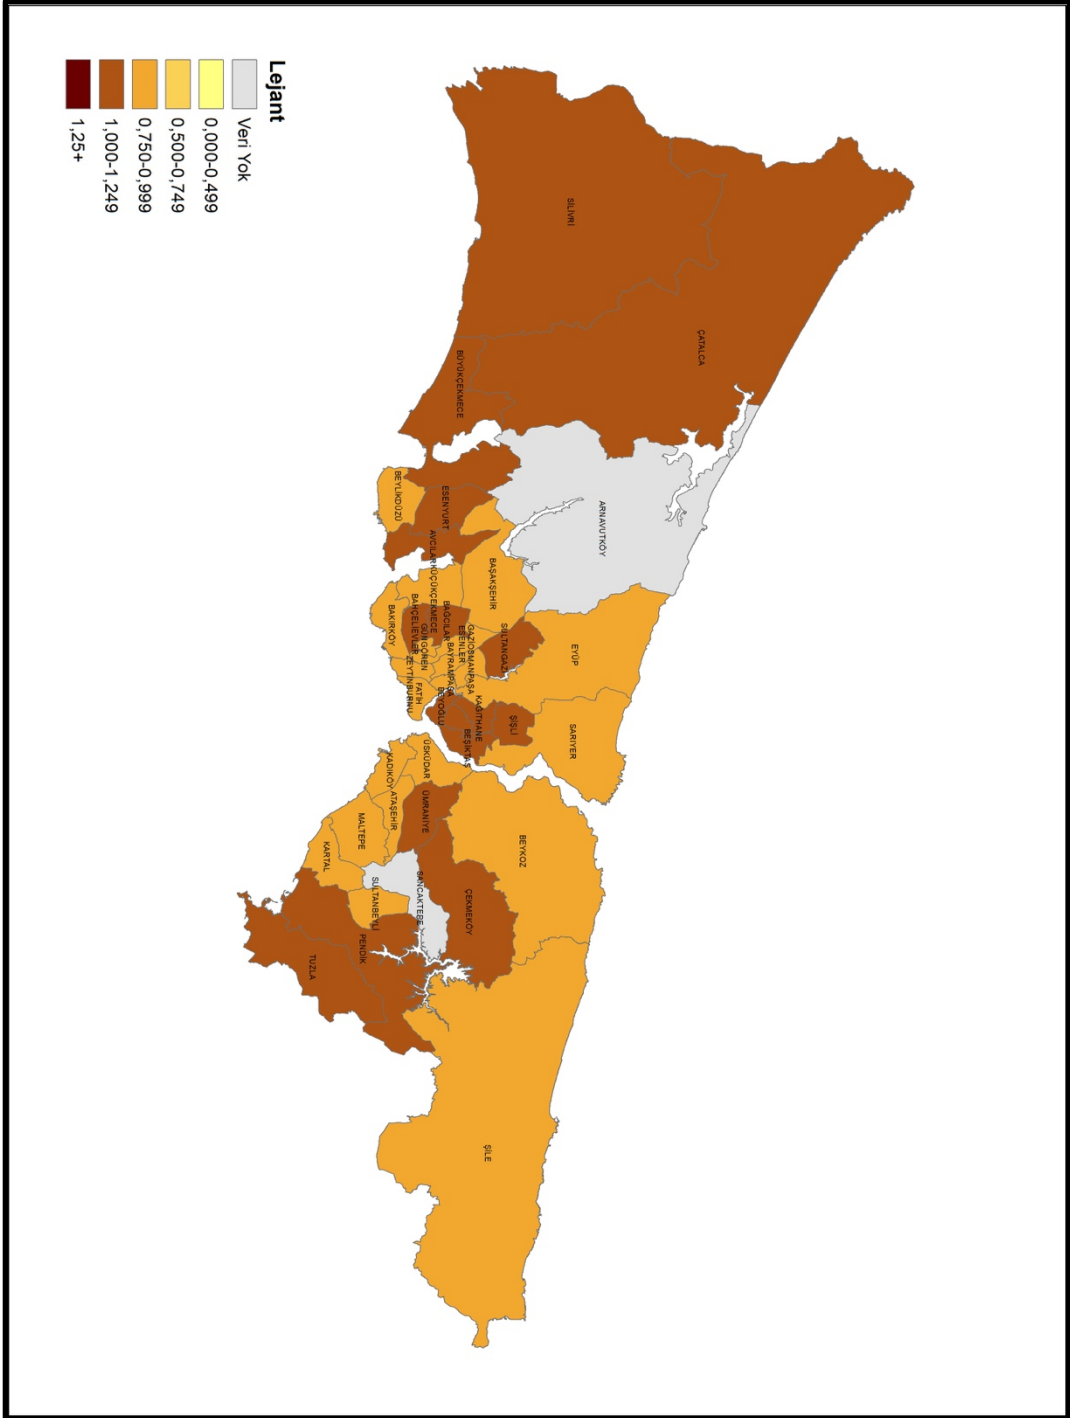 Lejant
Veri Yok
0,000-0,499
0,500-0,749
0,750-0,999
1,000-1,249
1,25+
SİLİVRİ
ÇATALCA
BÜYÜKÇEKMECE
ARNAVUTKÖY
BEYLİKDÜZÜ
ESENYURT
AVCILAR
KÜÇÜKÇEKMECE
BAŞAKŞEHİR
BAKIRKÖY
BAHÇELİEVLER
BAĞCILAR
GÜNGÖREN
ESENLER
GAZİOSMANPAŞA
SULTANGAZİ
EYÜP
ZEYTİNBURNU
BAYRAMPAŞA
FATİH
BEYOĞLU
KAĞITHANE
ŞİŞLİ
BEŞİKTAŞ
SARIYER
ÜSKÜDAR
KADIKÖY
ATAŞEHİR
ÜMRANİYE
MALTEPE
KARTAL
BEYKOZ
ÇEKMEKÖY
SANCAKTEPE
SULTANBEYLİ
PENDİK
TUZLA
ŞİLE